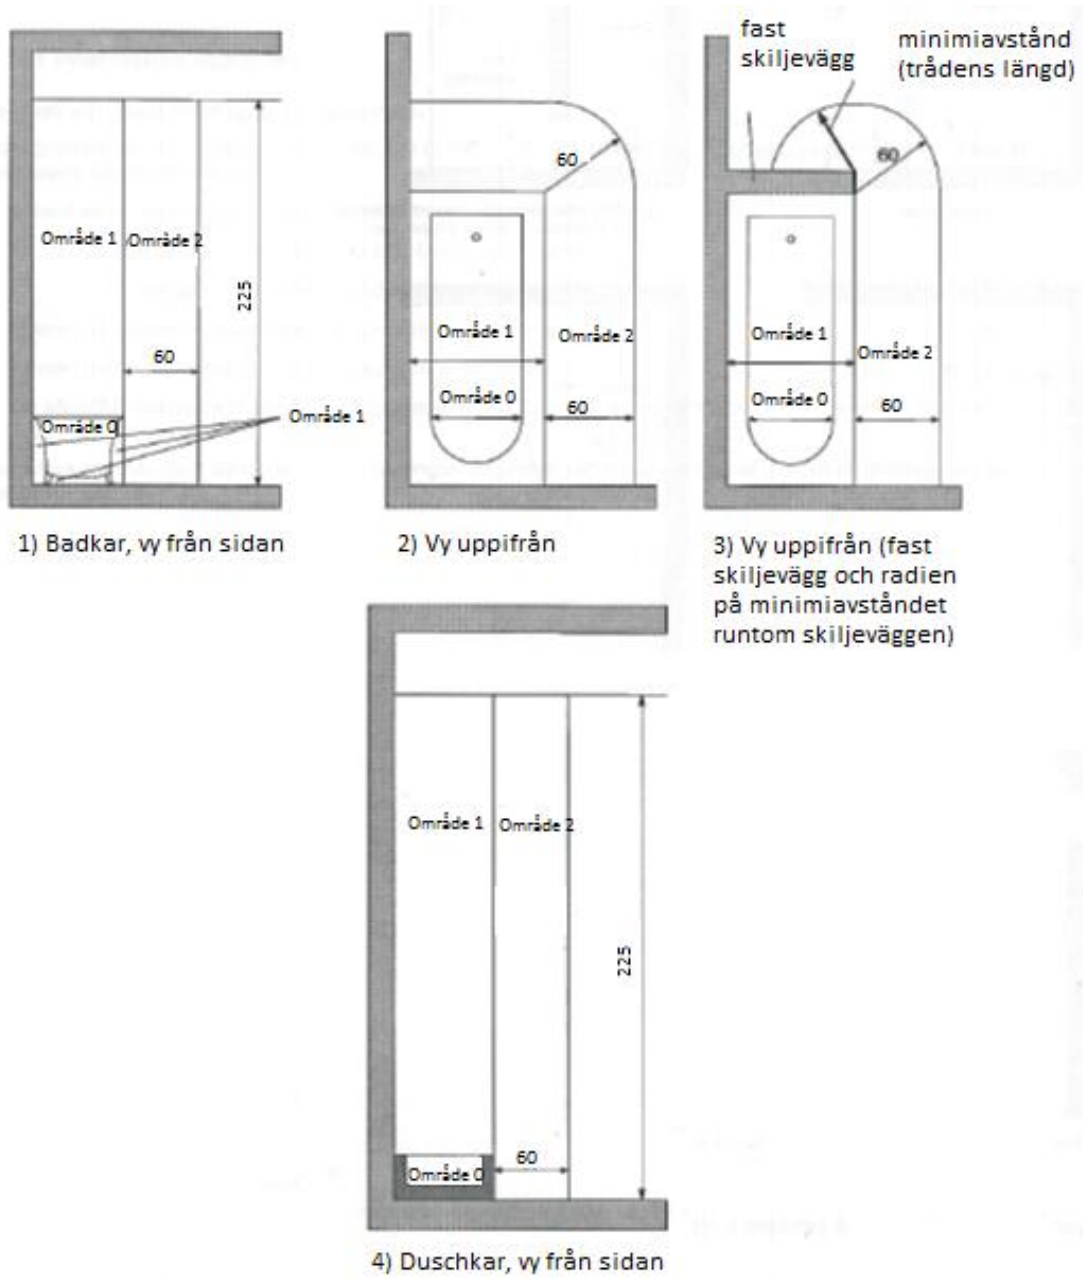 Område 1
Område 2
225
60
Område 0
Område 1
1) Badkar, vy från sidan
60
Område 1
Område 2
Område 0
60
2) Vy uppifrån
fast
skiljevägg
minimiavstånd
(trådens längd)
60
Område 1
Område 2
Område 0
60
3) Vy uppifrån (fast
skiljevägg och radien
på minimiavståndet
runtom skiljeväggen)
Område 1
Område 2
225
60
Område 0
4) Duschkar, vy från sidan